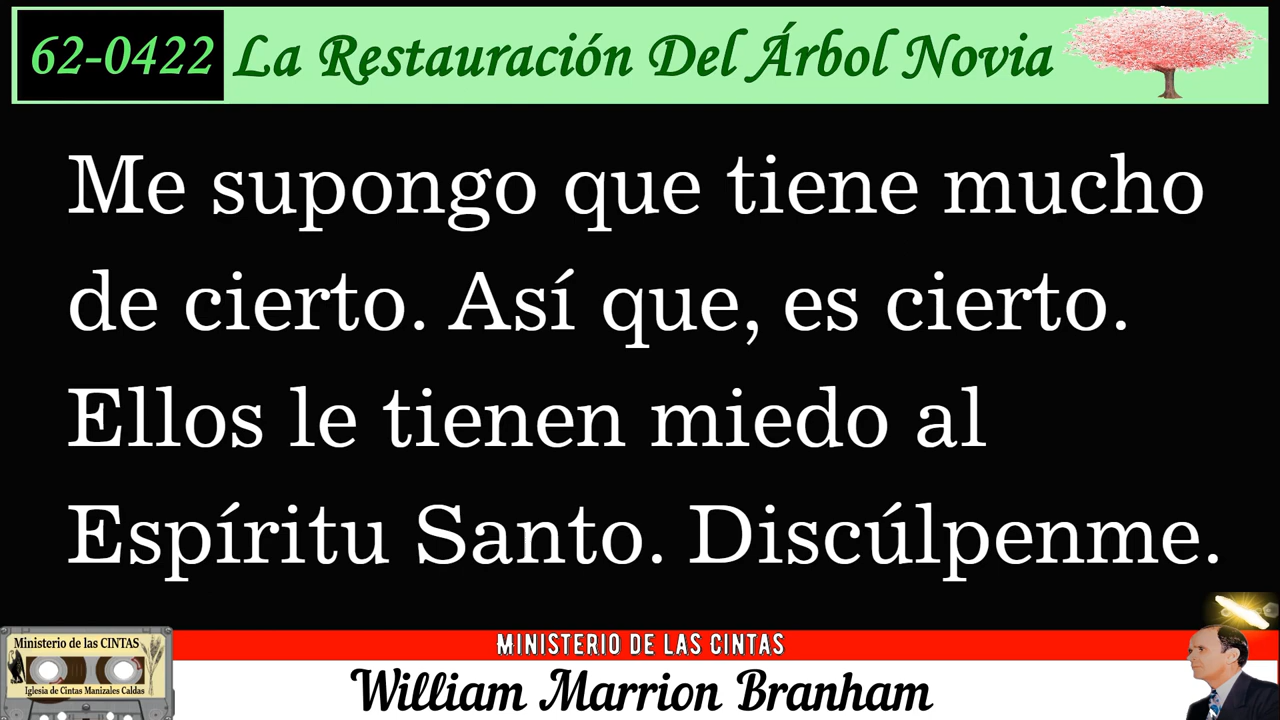 62-0422 La Restauración Del Árbol Novia
Me supongo que tiene mucho
de cierto. Así que, es cierto.
Ellos le tienen miedo al
Espíritu Santo. Discúlpenme.
MINISTERIO DE LAS CINTAS
William Marrion Branham
Ministerio de las CINTAS
Iglesia de Cintas Manizales Caldas